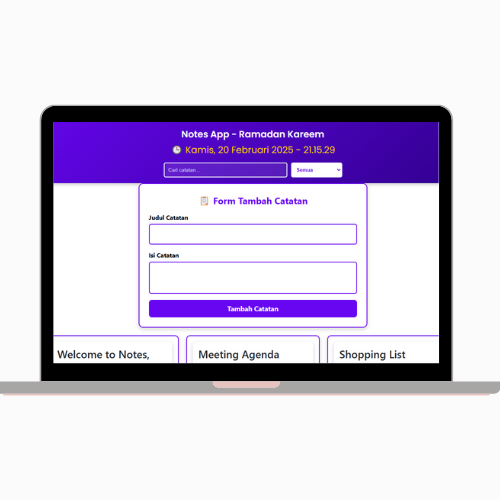 Notes App - Ramadan Kareem
Kamis, 20 Februari 2025 - 21.15.29
Cari catatan... Semua
Form Tambah Catatan
Judul Catatan
Isi Catatan
Tambah Catatan
Welcome to Notes, Meeting Agenda Shopping List